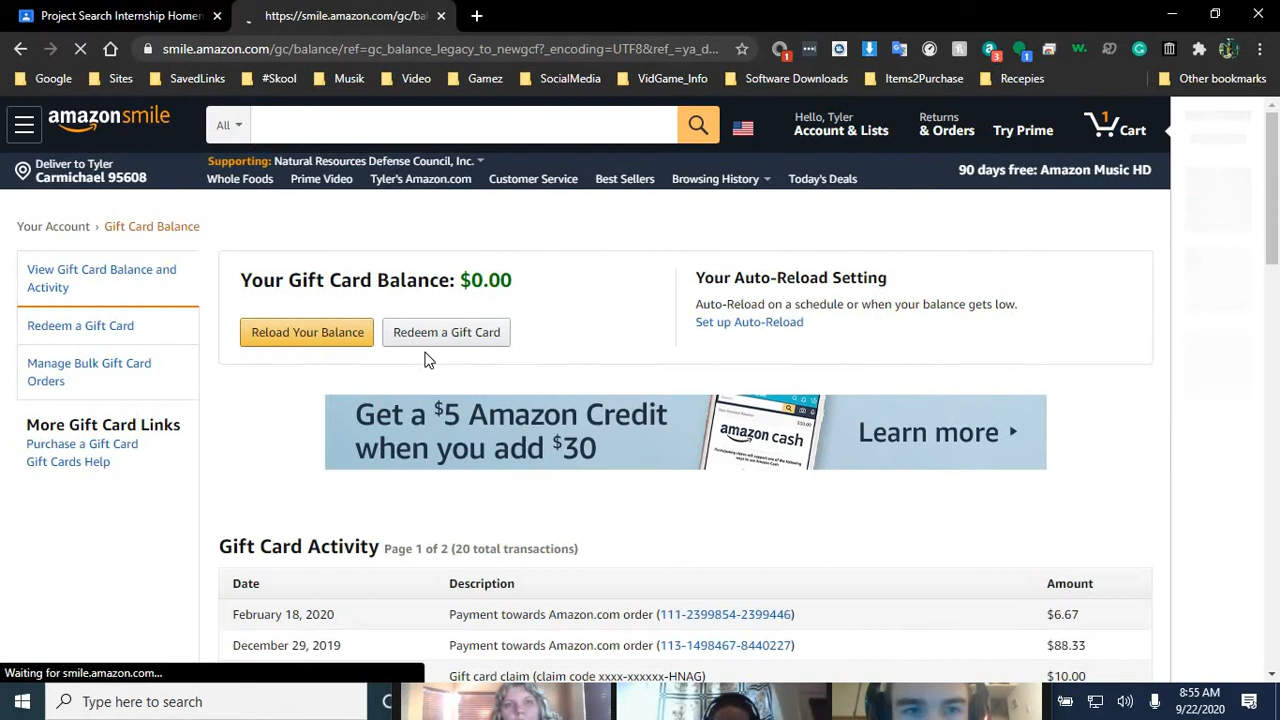 Project Search Internship Home
https://smile.amazon.com/gc/ba
smile.amazon.com/gc/balance/ref=gc_balance_legacy_to_newgcf?_encoding=UTF8&ref_=ya_d...
Google
Sites
SavedLinks
#Skool
Musik
Video
Gamez
SocialMedia
VidGame_Info
Software Downloads
Items2Purchase
Recepies
Other bookmarks
amazonsmile
All
Hello, Tyler
Account & Lists
Returns
& Orders
Try Prime
1
Cart
Deliver to Tyler
Carmichael 95608
Supporting: Natural Resources Defense Council, Inc.
Whole Foods
Prime Video
Tyler's Amazon.com
Customer Service
Best Sellers
Browsing History
Today's Deals
90 days free: Amazon Music HD
Your Account › Gift Card Balance
View Gift Card Balance and
Activity
Redeem a Gift Card
Manage Bulk Gift Card
Orders
More Gift Card Links
Purchase a Gift Card
Gift Cards Help
Your Gift Card Balance: $0.00
Reload Your Balance
Redeem a Gift Card
Your Auto-Reload Setting
Auto-Reload on a schedule or when your balance gets low.
Set up Auto-Reload
Get a $5 Amazon Credit
when you add $30
amazon cash
Learn more
Gift Card Activity Page 1 of 2 (20 total transactions)
Date
Description
Amount
February 18, 2020
Payment towards Amazon.com order (111-2399854-2399446)
$6.67
December 29, 2019
Payment towards Amazon.com order (113-1498467-8440227)
$88.33
Gift card claim (claim code xxxx-xxxxxx-HNAG)
$10.00
Waiting for smile.amazon.com...
Type here to search
8:55 AM
9/22/2020